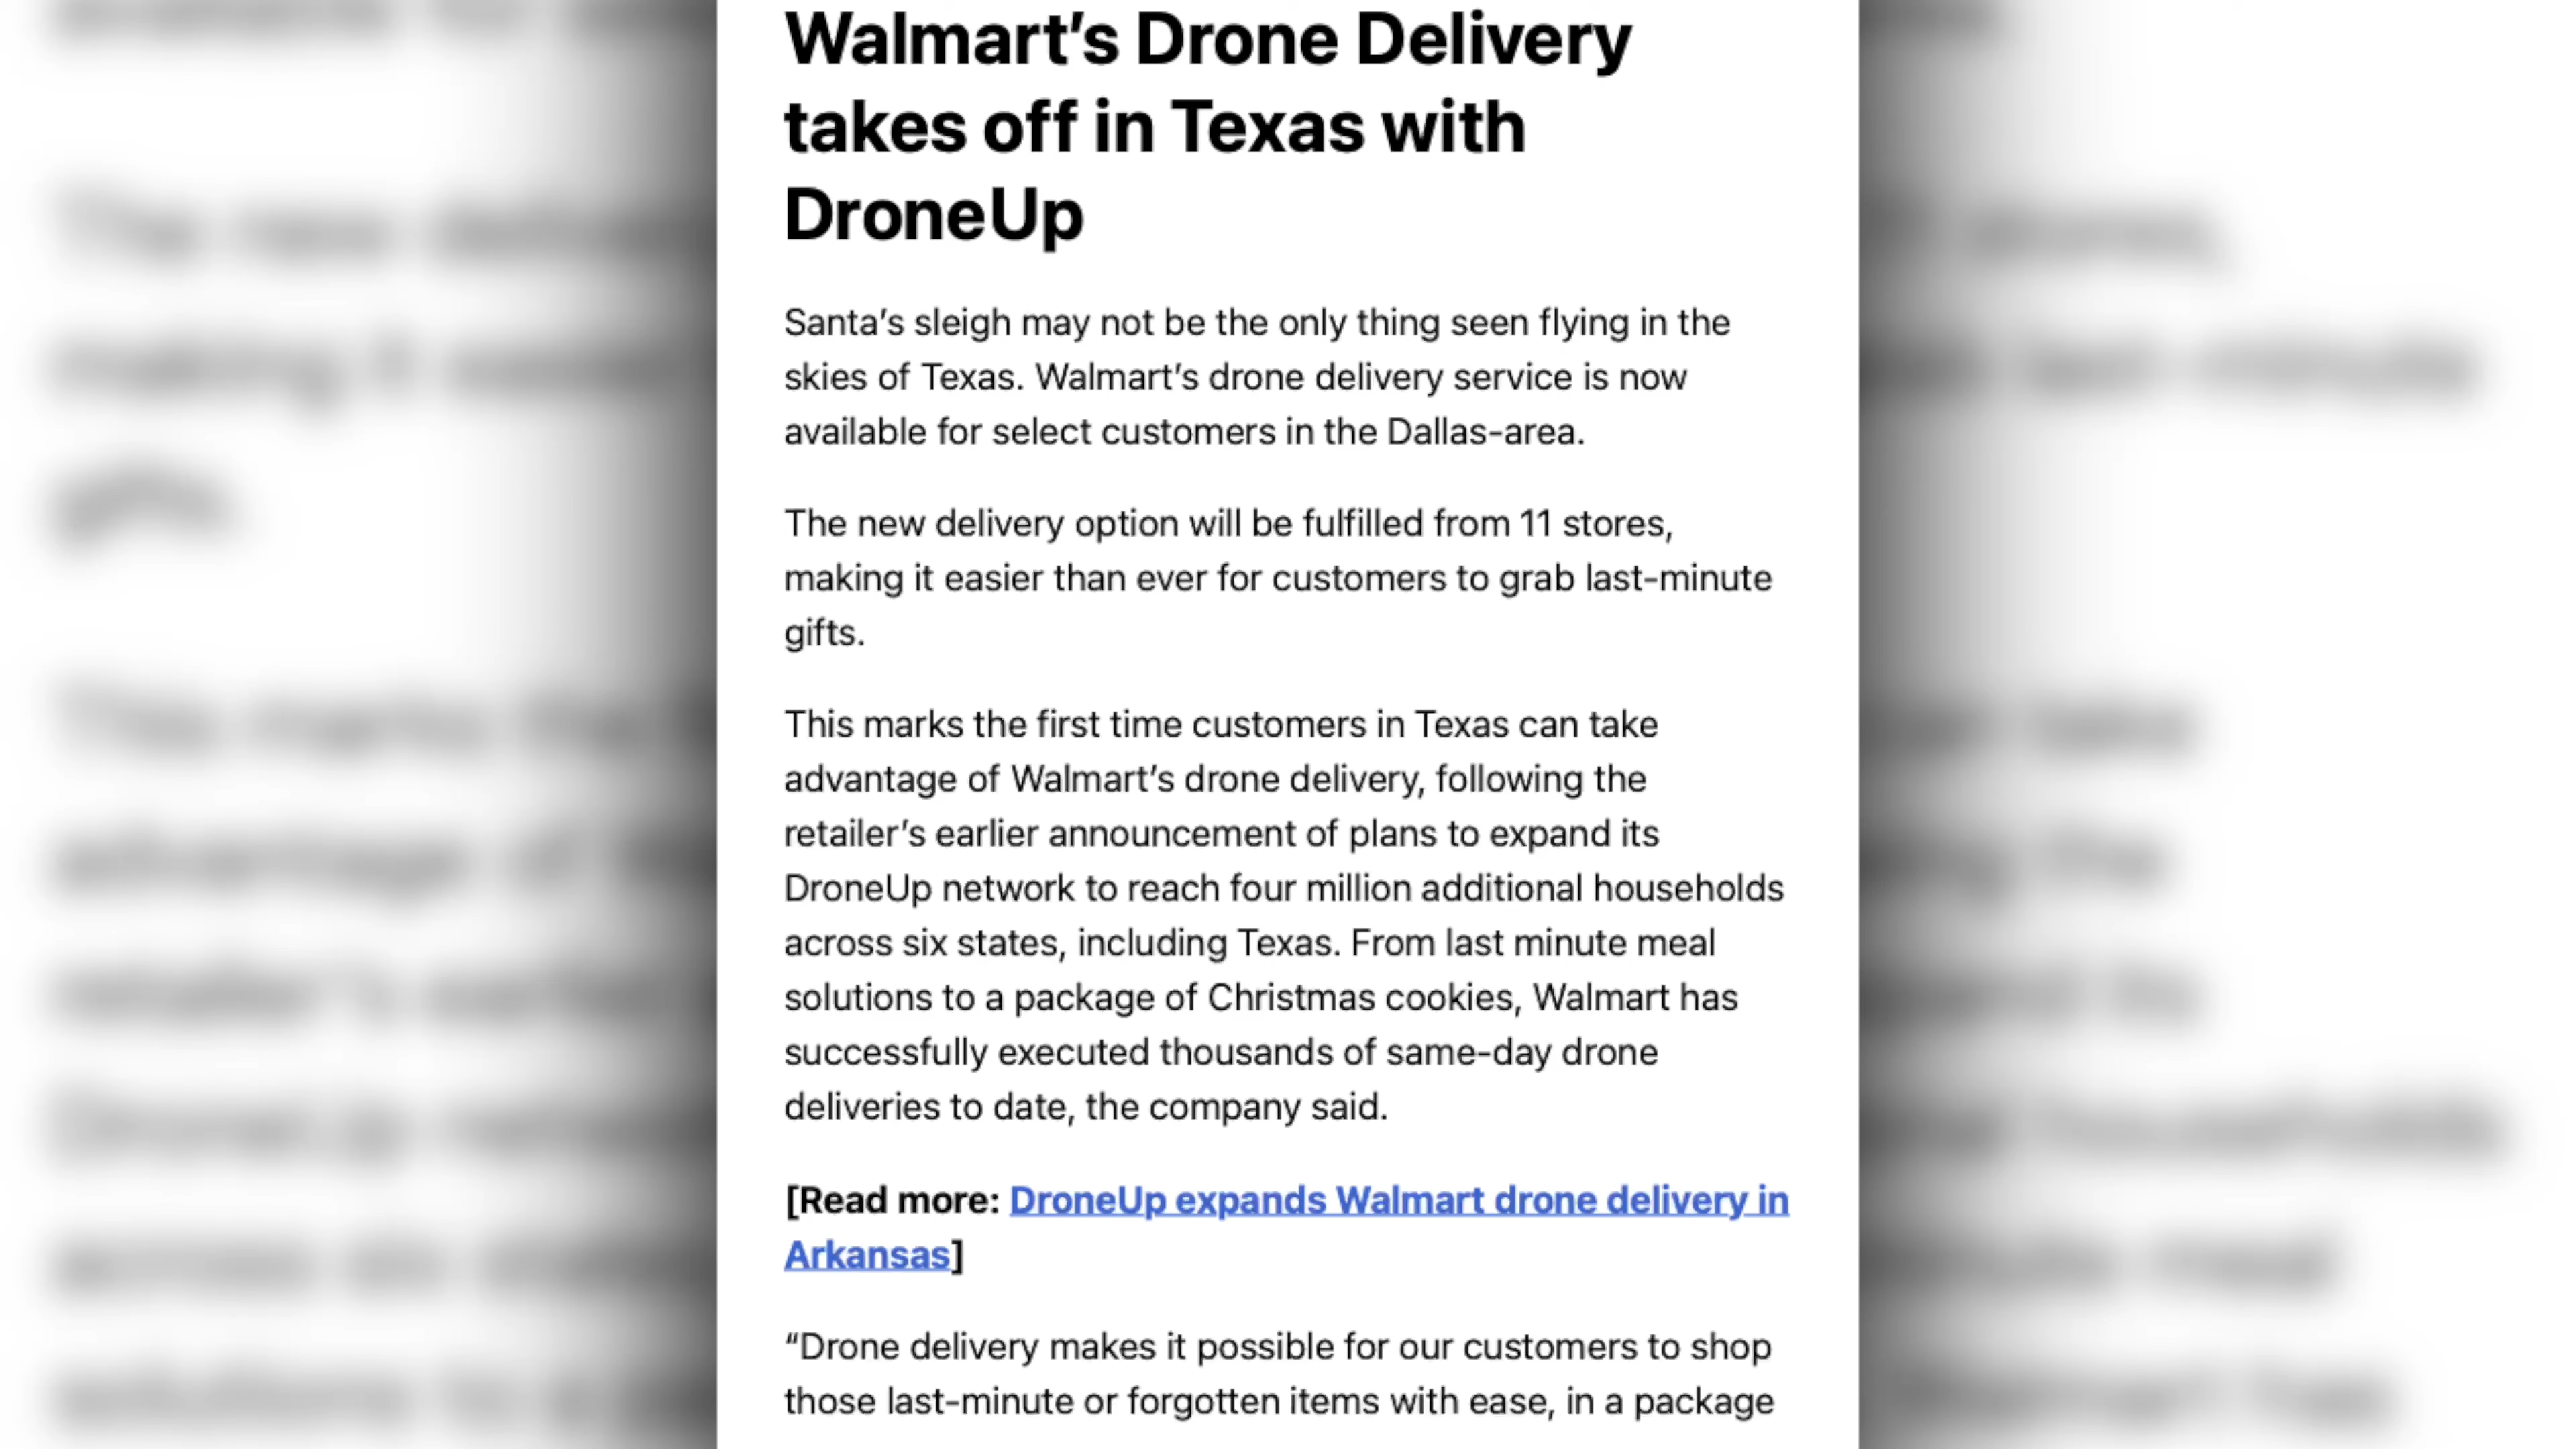 Walmart’s Drone Delivery
takes off in Texas with
DroneUp
Santa’s sleigh may not be the only thing seen flying in the
skies of Texas. Walmart’s drone delivery service is now
available for select customers in the Dallas-area.
The new delivery option will be fulfilled from 11 stores,
making it easier than ever for customers to grab last-minute
gifts.
This marks the first time customers in Texas can take
advantage of Walmart’s drone delivery, following the
retailer’s earlier announcement of plans to expand its
DroneUp network to reach four million additional households
across six states, including Texas. From last minute meal
solutions to a package of Christmas cookies, Walmart has
successfully executed thousands of same-day drone
deliveries to date, the company said.
[Read more: DroneUp expands Walmart drone delivery in
Arkansas]
“Drone delivery makes it possible for our customers to shop
those last-minute or forgotten items with ease, in a package